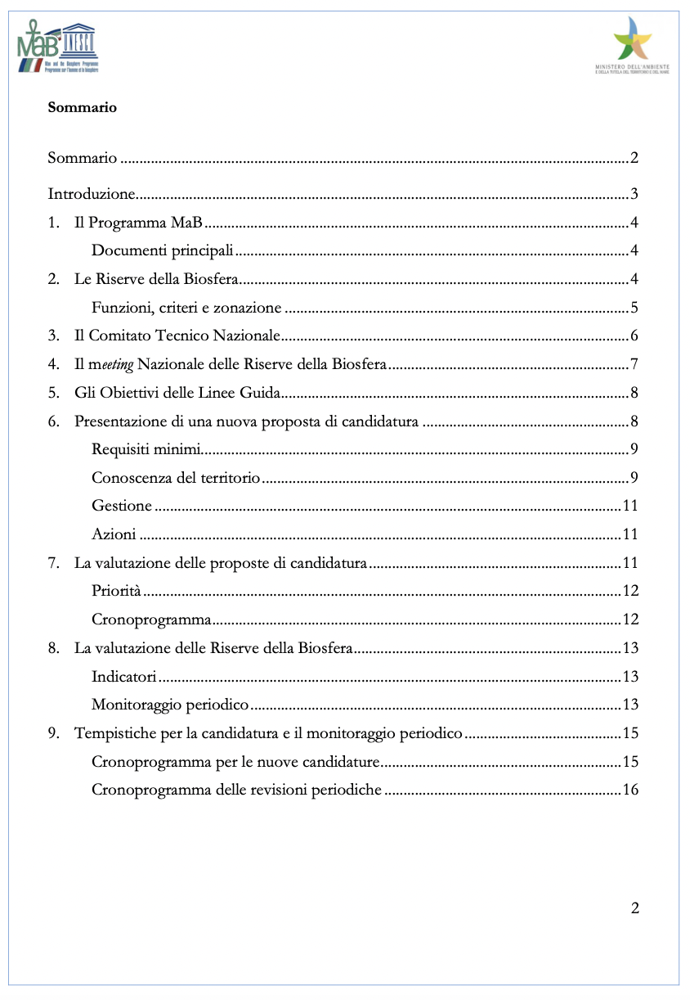 MaB UNESCO
Man and the Biosphere Programme
Programme sur l'homme et la biosphère
MINISTERO DELL'AMBIENTE
E DELLA TUTELA DEL TERRITORIO E DEL MARE
Sommario
Sommario ........................................ 2
Introduzione........................................ 3
1. Il Programma MaB ........................................ 4
Documenti principali ........................................ 4
2. Le Riserve della Biosfera........................................ 4
Funzioni, criteri e zonazione ........................................ 5
3. Il Comitato Tecnico Nazionale........................................ 6
4. Il meeting Nazionale delle Riserve della Biosfera ........................................ 7
5. Gli Obiettivi delle Linee Guida........................................ 8
6. Presentazione di una nuova proposta di candidatura ........................................ 8
Requisiti minimi........................................ 9
Conoscenza del territorio ........................................ 9
Gestione ........................................ 11
Azioni ........................................ 11
7. La valutazione delle proposte di candidatura ........................................ 11
Priorità ........................................ 12
Cronoprogramma........................................ 12
8. La valutazione delle Riserve della Biosfera........................................ 13
Indicatori ........................................ 13
Monitoraggio periodico ........................................ 13
9. Tempistiche per la candidatura e il monitoraggio periodico ........................................ 15
Cronoprogramma per le nuove candidature........................................ 15
Cronoprogramma delle revisioni periodiche ........................................ 16
2